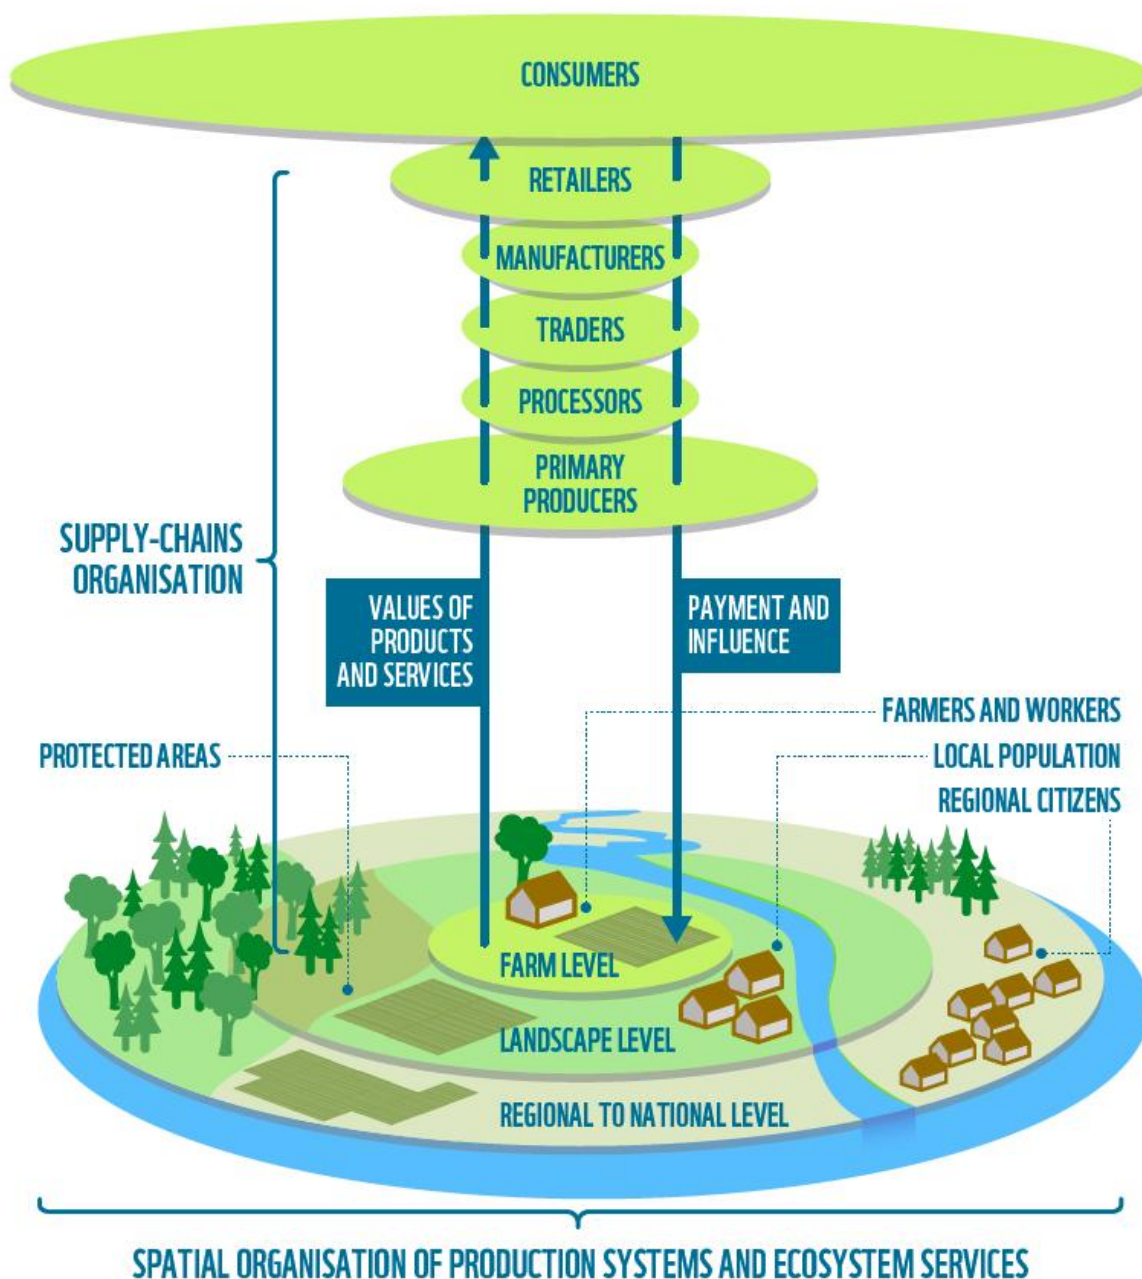 CONSUMERS
RETAILERS
MANUFACTURERS
TRADERS
PROCESSORS
PRIMARY
PRODUCERS
SUPPLY-CHAINS
ORGANISATION
VALUES OF
PRODUCTS
AND SERVICES
PAYMENT AND
INFLUENCE
FARMERS AND WORKERS
PROTECTED AREAS
LOCAL POPULATION
REGIONAL CITIZENS
FARM LEVEL
LANDSCAPE LEVEL
REGIONAL TO NATIONAL LEVEL
SPATIAL ORGANISATION OF PRODUCTION SYSTEMS AND ECOSYSTEM SERVICES